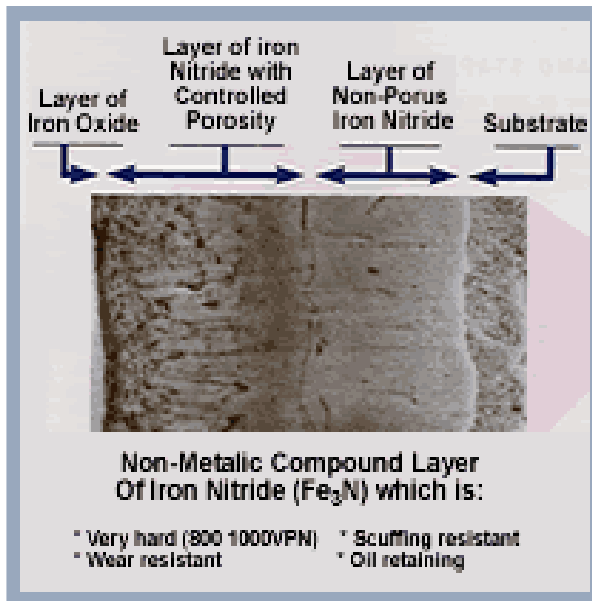 Layer of
Iron Oxide
Layer of iron
Nitride with
Controlled
Porosity
Layer of
Non-Porus
Iron Nitride
Substrate
Non-Metalic Compound Layer
Of Iron Nitride (Fe₃N) which is:
* Very hard (800 1000VPN) * Scuffing resistant
* Wear resistant * Oil retaining